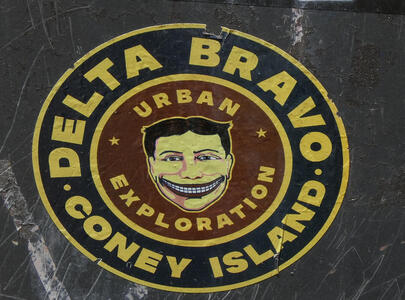 DELTA BRAVO
URBAN
EXPLORATION
· CONEY ISLAND ·